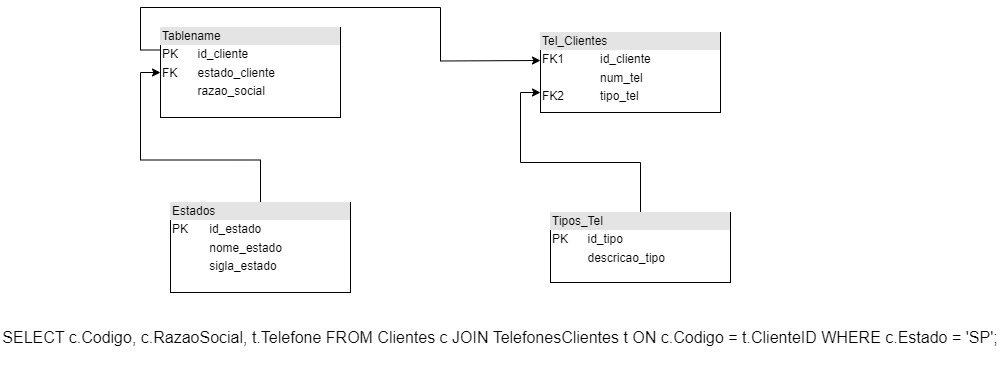 Tablename
PK id_cliente
FK estado_cliente
razao_social
Tel_Clientes
FK1 id_cliente
num_tel
FK2 tipo_tel
Estados
PK id_estado
nome_estado
sigla_estado
Tipos_Tel
PK id_tipo
descricao_tipo
SELECT c.Codigo, c.RazaoSocial, t.Telefone FROM Clientes c JOIN TelefonesClientes t ON c.Codigo = t.ClienteID WHERE c.Estado = 'SP';